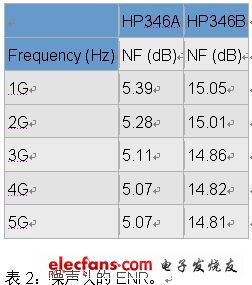 HP346A HP346B
Frequency (Hz) NF (dB) NF (dB)
1G 5.39 15.05
2G 5.28 15.01
3G 5.11 14.86
4G 5.07 14.82
5G 5.07 14.81
elecfans.com 电子发烧友
表 2：噪声头的 ENR。